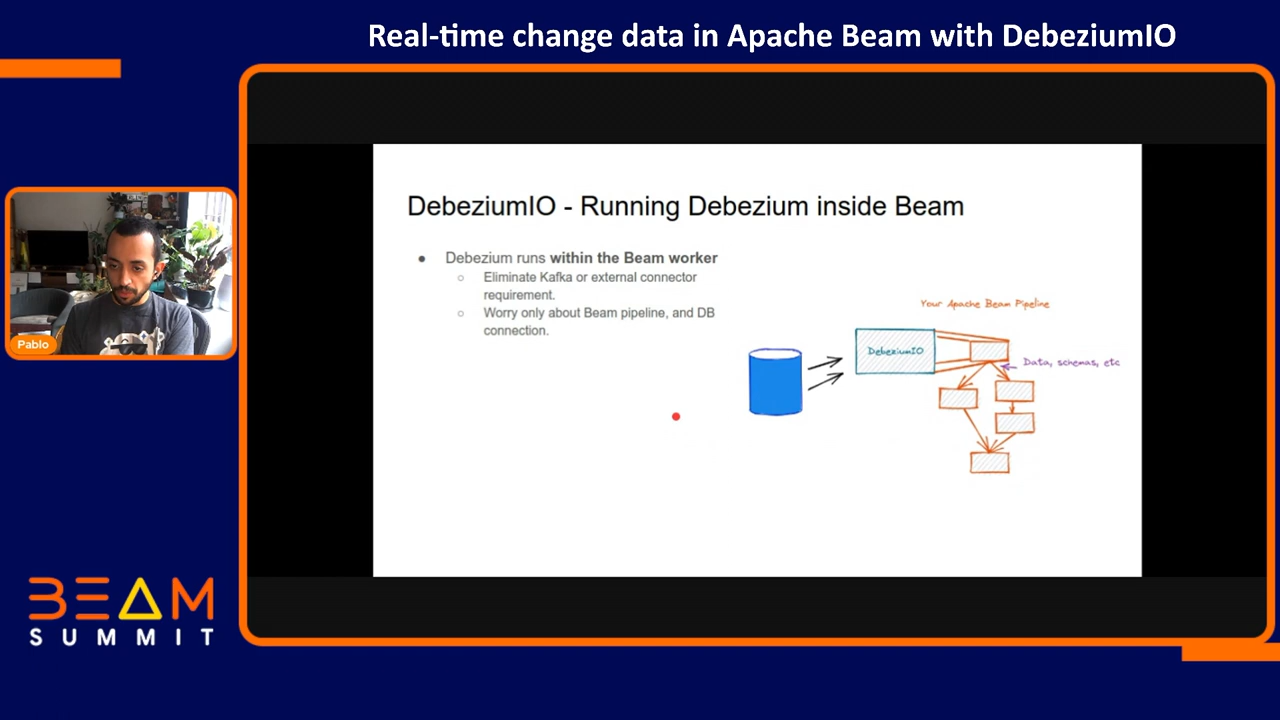 Real-time change data in Apache Beam with DebeziumIO
DebeziumIO - Running Debezium inside Beam
● Debezium runs within the Beam worker
○ Eliminate Kafka or external connector
requirement.
○ Worry only about Beam pipeline, and DB
connection.
Your Apache Beam Pipeline
DebeziumIO
Data, schemas, etc
Pablo
BEAM
SUMMIT